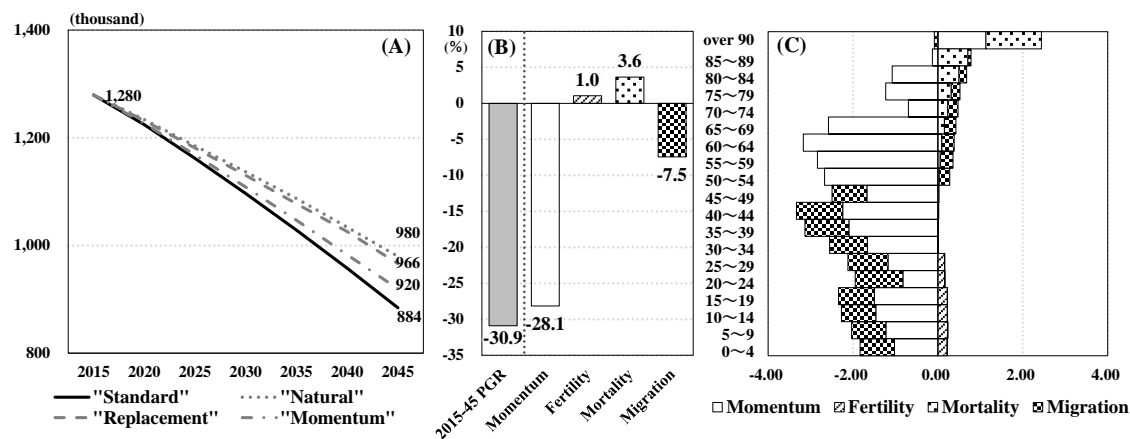 (thousand)
1,400
1,200
1,000
800
(A)
1,280
980
966
920
884
2015 2020 2025 2030 2035 2040 2045
"Standard" "Natural"
"Replacement" "Momentum"
10
(%)
5
0
-5
-10
-15
-20
-25
-30
-35
(B)
-30.9
-28.1
1.0
3.6
-7.5
2015-45 PGR
Momentum
Fertility
Mortality
Migration
(C)
over 90
85～89
80～84
75～79
70～74
65～69
60～64
55～59
50～54
45～49
40～44
35～39
30～34
25～29
20～24
15～19
10～14
5～9
0～4
-4.00 -2.00 0.00 2.00 4.00
Momentum Fertility Mortality Migration